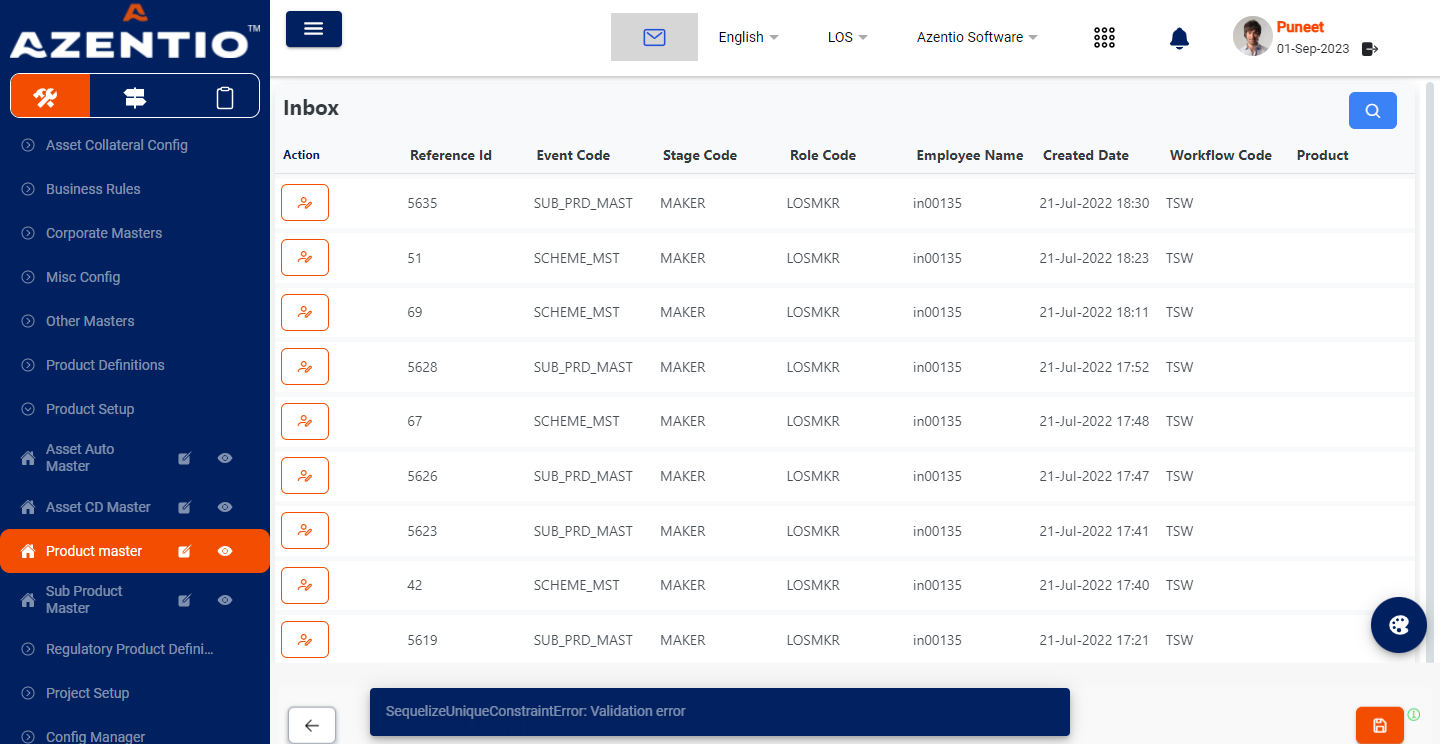 AZENTIO™
English
LOS
Azentio Software
Puneet
01-Sep-2023
Asset Collateral Config
Business Rules
Corporate Masters
Misc Config
Other Masters
Product Definitions
Product Setup
Asset Auto
Master
Asset CD Master
Product master
Sub Product
Master
Regulatory Product Defini...
Project Setup
Config Manager
Inbox
Action Reference Id Event Code Stage Code Role Code Employee Name Created Date Workflow Code Product
5635 SUB_PRD_MAST MAKER LOSMKR in00135 21-Jul-2022 18:30 TSW
51 SCHEME_MST MAKER LOSMKR in00135 21-Jul-2022 18:23 TSW
69 SCHEME_MST MAKER LOSMKR in00135 21-Jul-2022 18:11 TSW
5628 SUB_PRD_MAST MAKER LOSMKR in00135 21-Jul-2022 17:52 TSW
67 SCHEME_MST MAKER LOSMKR in00135 21-Jul-2022 17:48 TSW
5626 SUB_PRD_MAST MAKER LOSMKR in00135 21-Jul-2022 17:47 TSW
5623 SUB_PRD_MAST MAKER LOSMKR in00135 21-Jul-2022 17:41 TSW
42 SCHEME_MST MAKER LOSMKR in00135 21-Jul-2022 17:40 TSW
5619 SUB_PRD_MAST MAKER LOSMKR in00135 21-Jul-2022 17:21 TSW
SequelizeUniqueConstraintError: Validation error